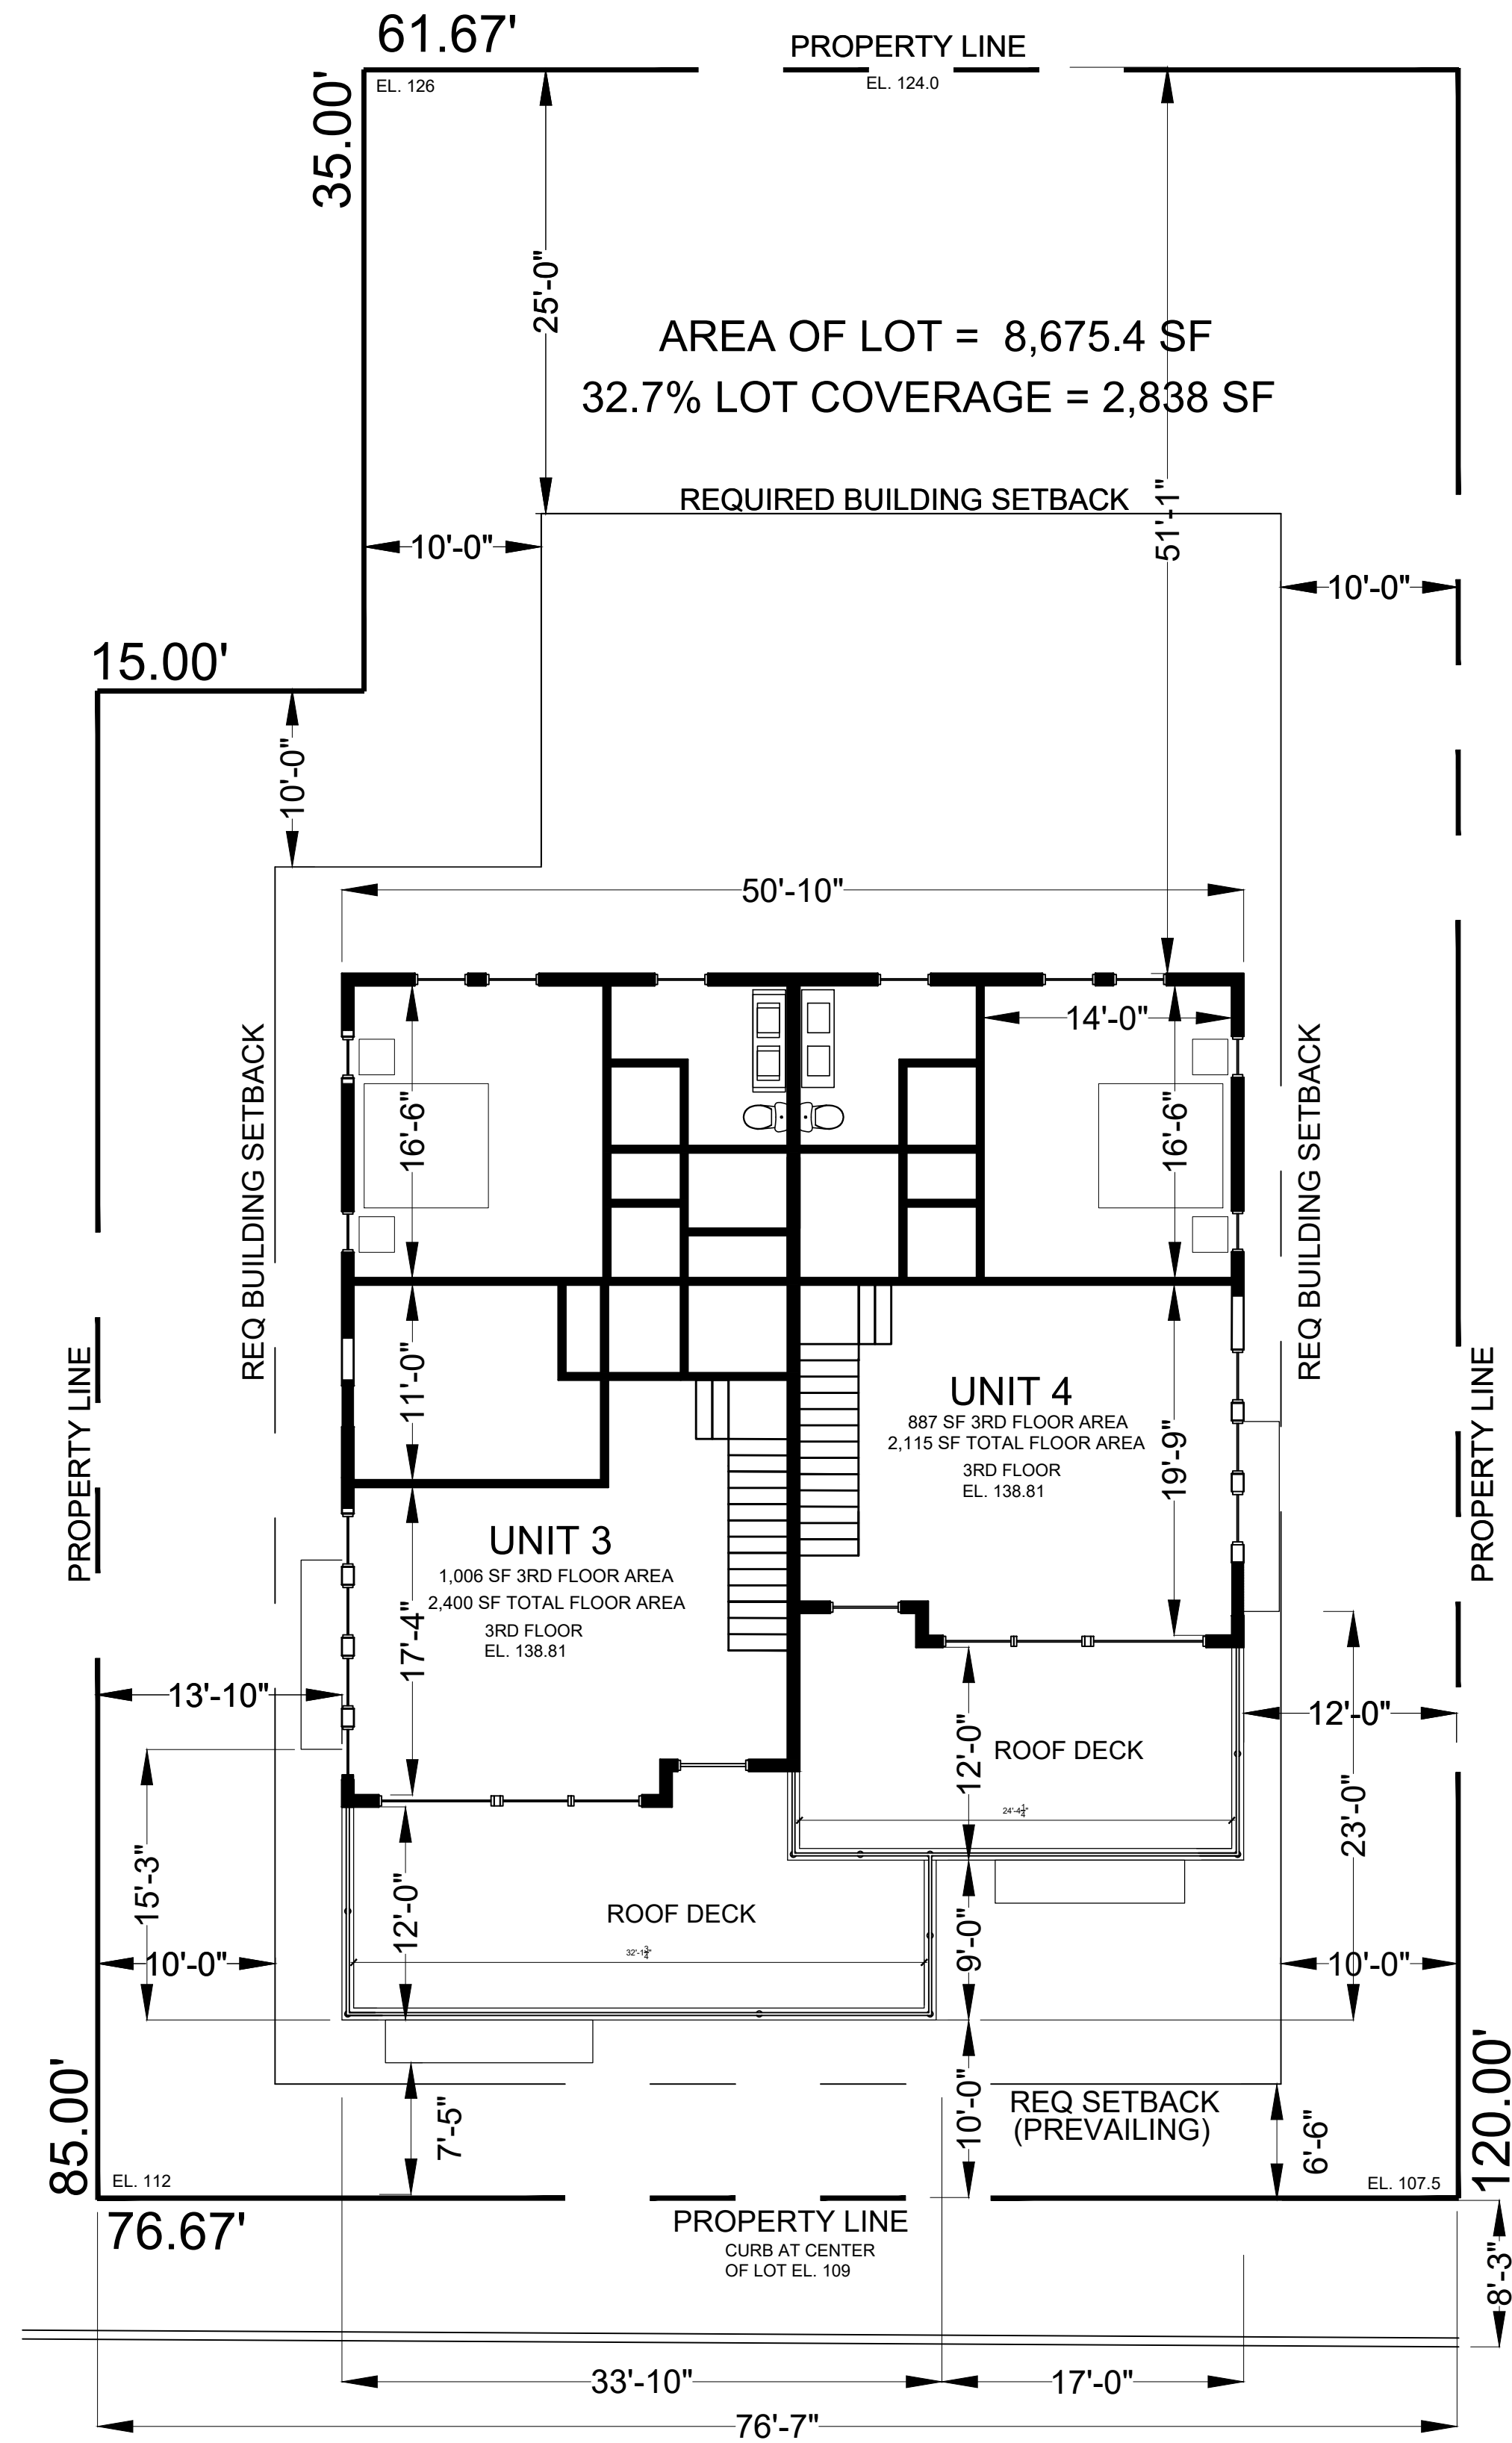 61.67'
PROPERTY LINE
EL. 126
EL. 124.0
35.00'
25'-0"
AREA OF LOT = 8,675.4 SF
32.7% LOT COVERAGE = 2,838 SF
REQUIRED BUILDING SETBACK
51'-1"
10'-0"
10'-0"
15.00'
10'-0"
50'-10"
14'-0"
REQ BUILDING SETBACK
REQ BUILDING SETBACK
16'-6"
16'-6"
11'-0"
PROPERTY LINE
PROPERTY LINE
UNIT 4
887 SF 3RD FLOOR AREA
2,115 SF TOTAL FLOOR AREA
3RD FLOOR
EL. 138.81
19'-9"
UNIT 3
1,006 SF 3RD FLOOR AREA
2,400 SF TOTAL FLOOR AREA
3RD FLOOR
EL. 138.81
17'-4"
13'-10"
12'-0"
12'-0"
ROOF DECK
24'-4¼"
23'-0"
15'-3"
12'-0"
ROOF DECK
32'-1¾"
9'-0"
10'-0"
10'-0"
85.00'
7'-5"
10'-0"
REQ SETBACK
(PREVAILING)
6'-6"
120.00'
EL. 112
EL. 107.5
76.67'
PROPERTY LINE
CURB AT CENTER
OF LOT EL. 109
8'-3"
33'-10"
17'-0"
76'-7"